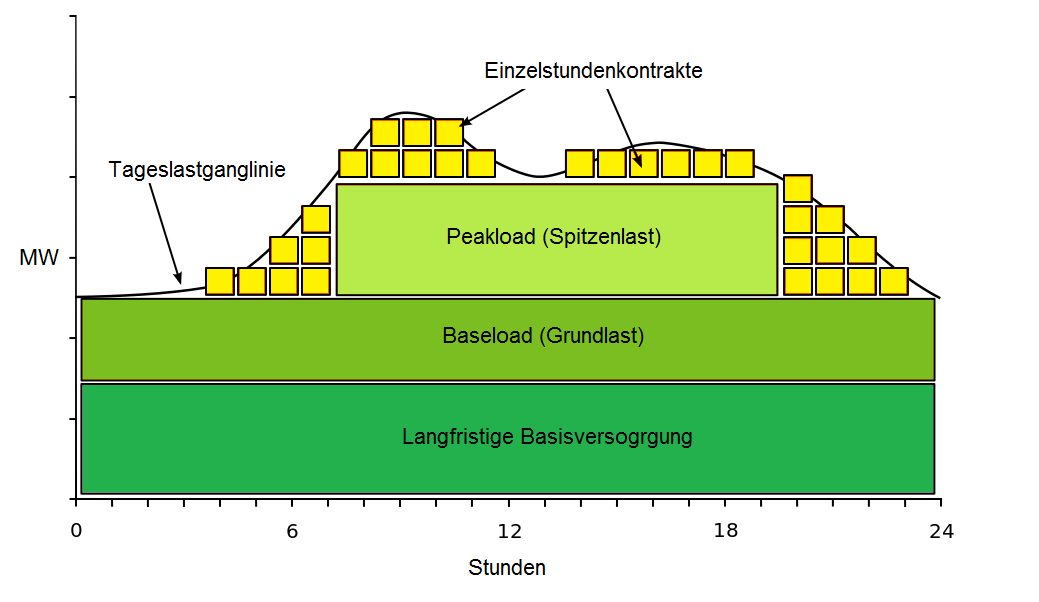 Einzelstundenkontrakte
Tageslastganglinie
Peakload (Spitzenlast)
MW
Baseload (Grundlast)
Langfristige Basisversogrgung
0 6 12 18 24
Stunden